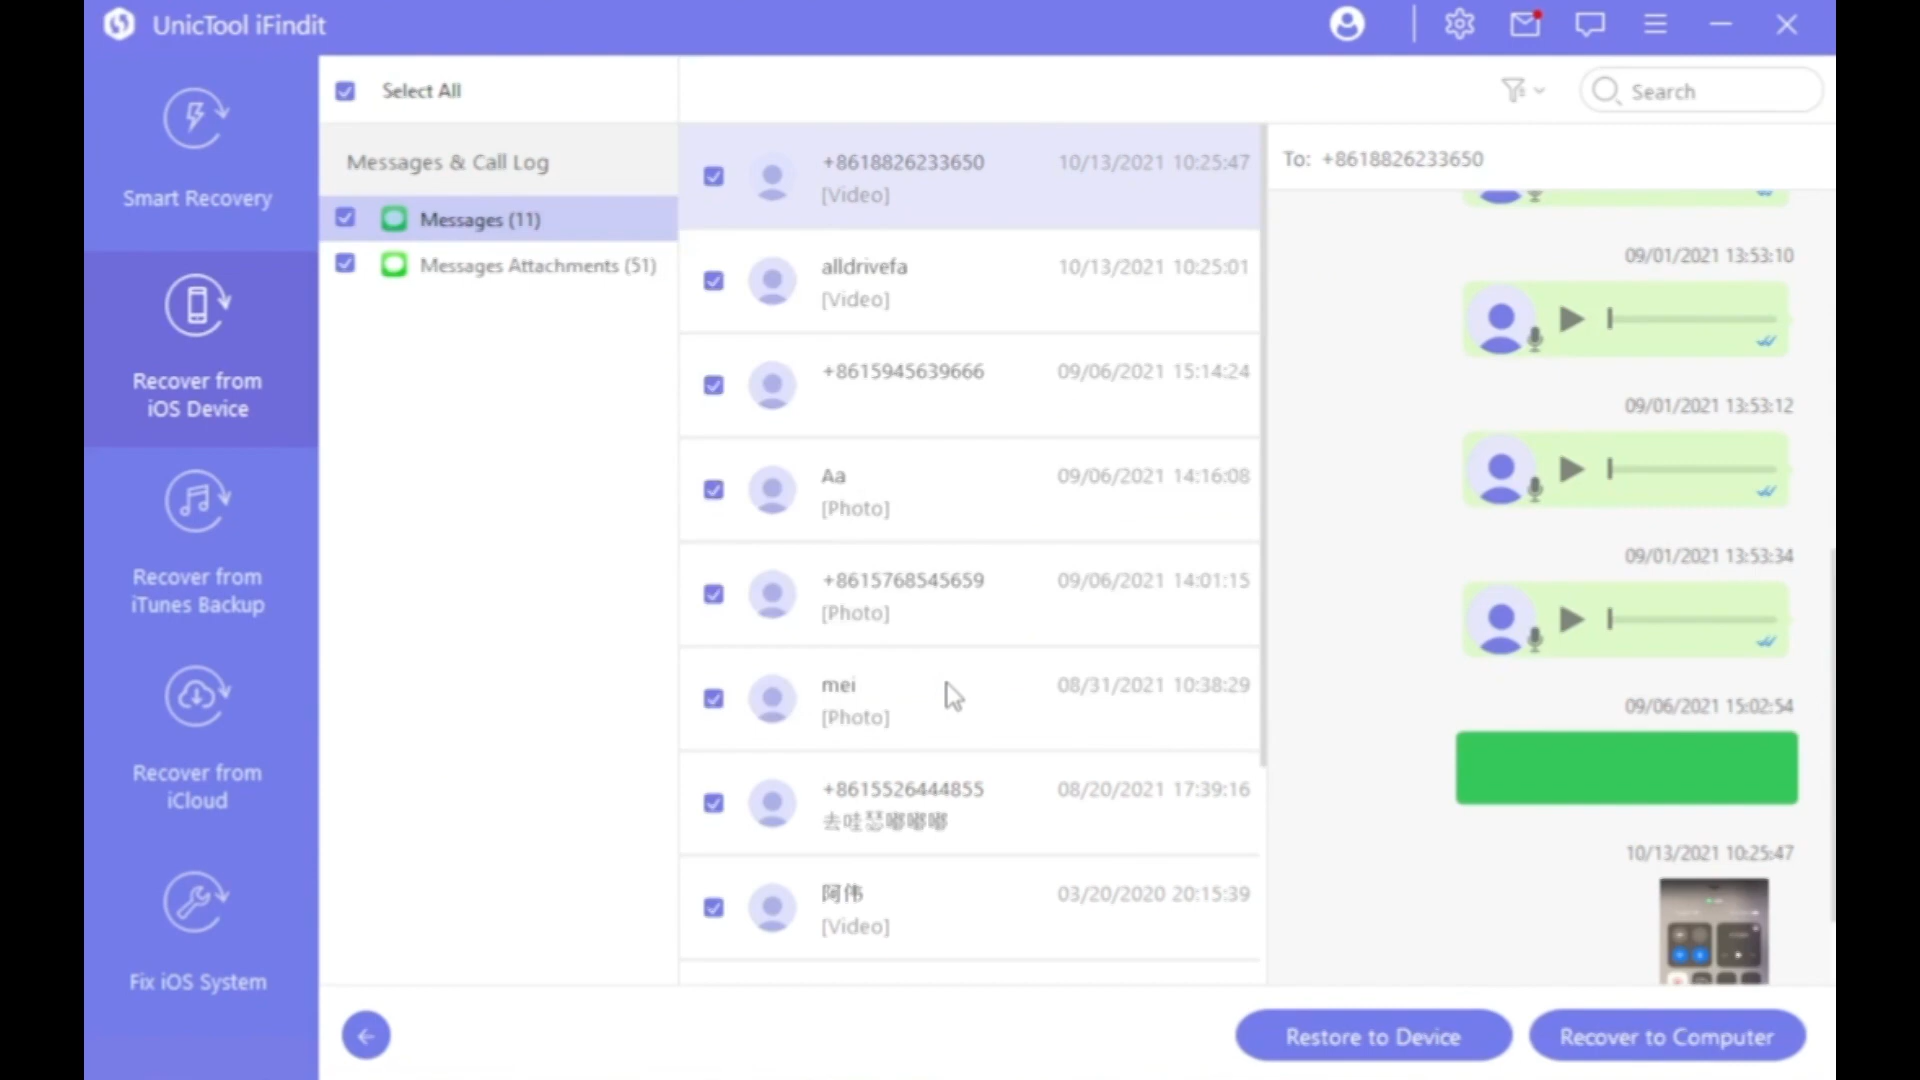 UnicTool iFindit
Smart Recovery
Recover from
iOS Device
Recover from
iTunes Backup
Recover from
iCloud
Fix iOS System
Select All
Messages & Call Log
Messages (11)
Messages Attachments (51)
Search
+8618826233650 10/13/2021 10:25:47
[Video]
alldrivefa 10/13/2021 10:25:01
[Video]
+8615945639666 09/06/2021 15:14:24
Aa 09/06/2021 14:16:08
[Photo]
+8615768545659 09/06/2021 14:01:15
[Photo]
mei 08/31/2021 10:38:29
[Photo]
+8615526444855 08/20/2021 17:39:16
去哇瑟嘟嘟嘟
阿伟 03/20/2020 20:15:39
[Video]
To: +8618826233650
09/01/2021 13:53:10
09/01/2021 13:53:12
09/01/2021 13:53:34
09/06/2021 15:02:54
10/13/2021 10:25:47
Restore to Device
Recover to Computer